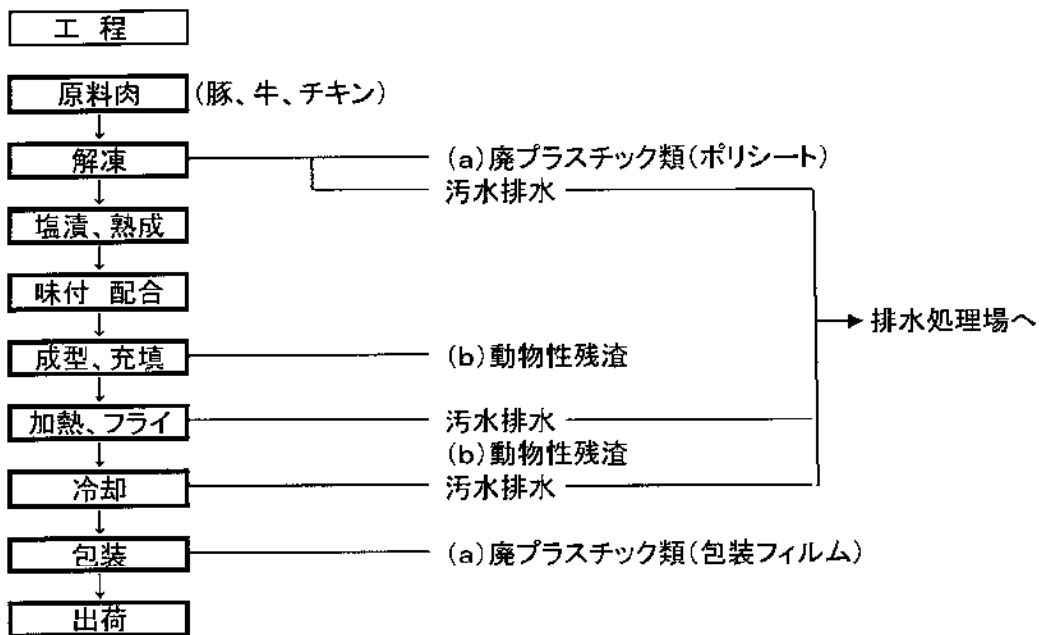 工 程
原料肉 (豚、牛、チキン)
解凍 (a)廃プラスチック類(ポリシート)
汚水排水
塩漬、熟成
味付 配合
排水処理場へ
成型、充填 (b)動物性残渣
加熱、フライ 汚水排水
(b)動物性残渣
冷却 汚水排水
包装 (a)廃プラスチック類(包装フィルム)
出荷